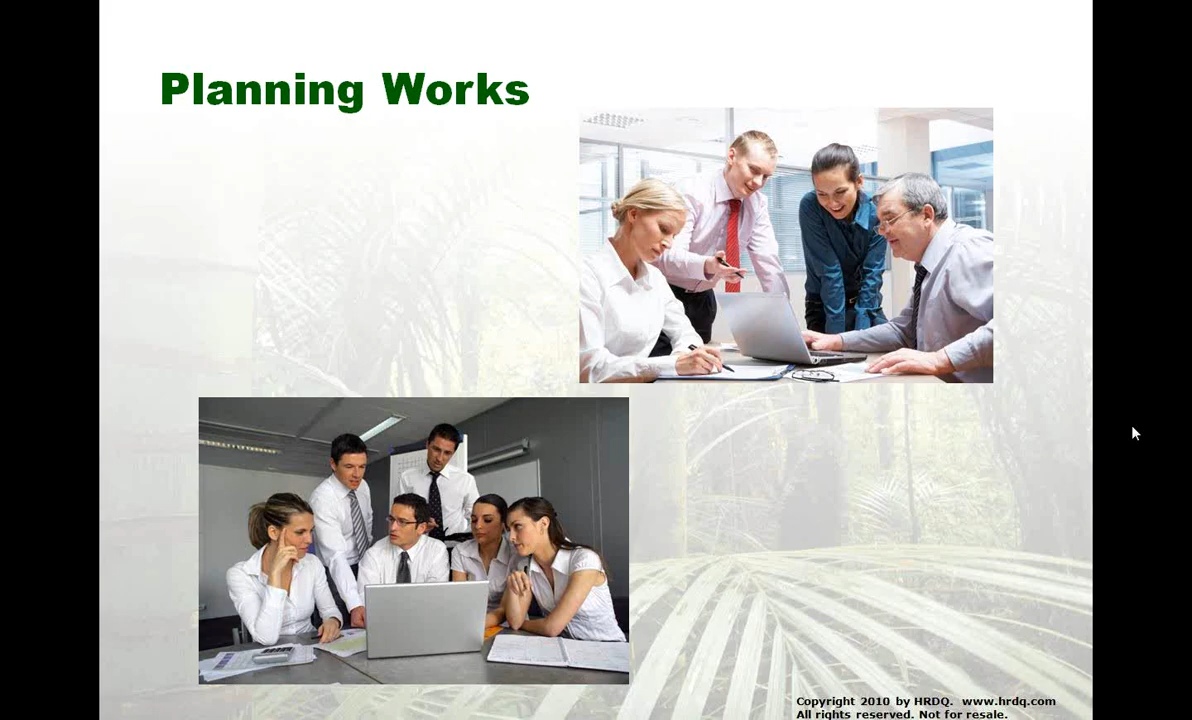 Planning Works
Copyright 2010 by HRDQ. www.hrdq.com
All rights reserved. Not for resale.